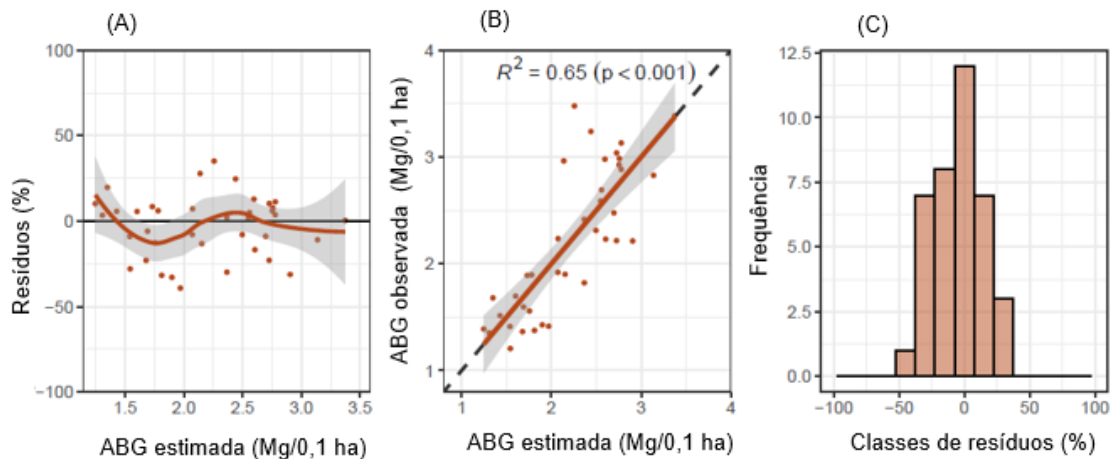 (A)
Resíduos (%)
100
50
0
-50
-100
1.5
2.0
2.5
3.0
3.5
ABG estimada (Mg/0,1 ha)
(B)
ABG observada (Mg/0,1 ha)
4
3
2
1
R² = 0.65 (p < 0.001)
1
2
3
4
ABG estimada (Mg/0,1 ha)
(C)
Frequência
12.5
10.0
7.5
5.0
2.5
0.0
-100
-50
0
50
100
Classes de resíduos (%)